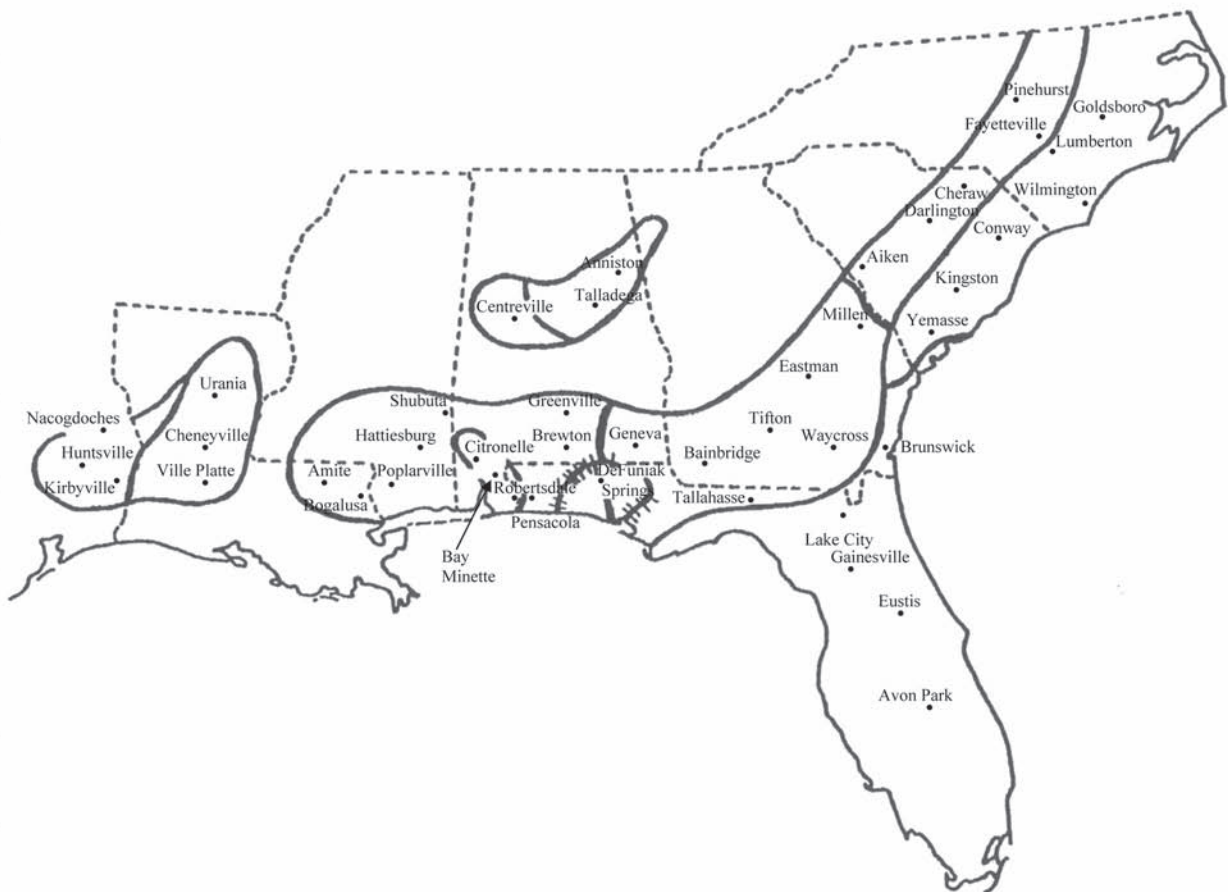 Pinehurst
Goldsboro
Fayetteville
Lumberton
Cheraw
Wilmington
Darlington
Conway
Anniston
Aiken
Kingston
Talladega
Centreville
Millen
Yemasse
Eastman
Urania
Shubuta
Greenville
Nacogdoches
Tifton
Cheneyville
Hattiesburg
Brewton
Geneva
Waycross
Citronelle
Brunswick
Huntsville
Bainbridge
Ville Platte
Amite
Poplarville
DeFuniak
Springs
Kirbyville
Robertsdale
Tallahasse
Bogalusa
Pensacola
Lake City
Bay
Minette
Gainesville
Eustis
Avon Park